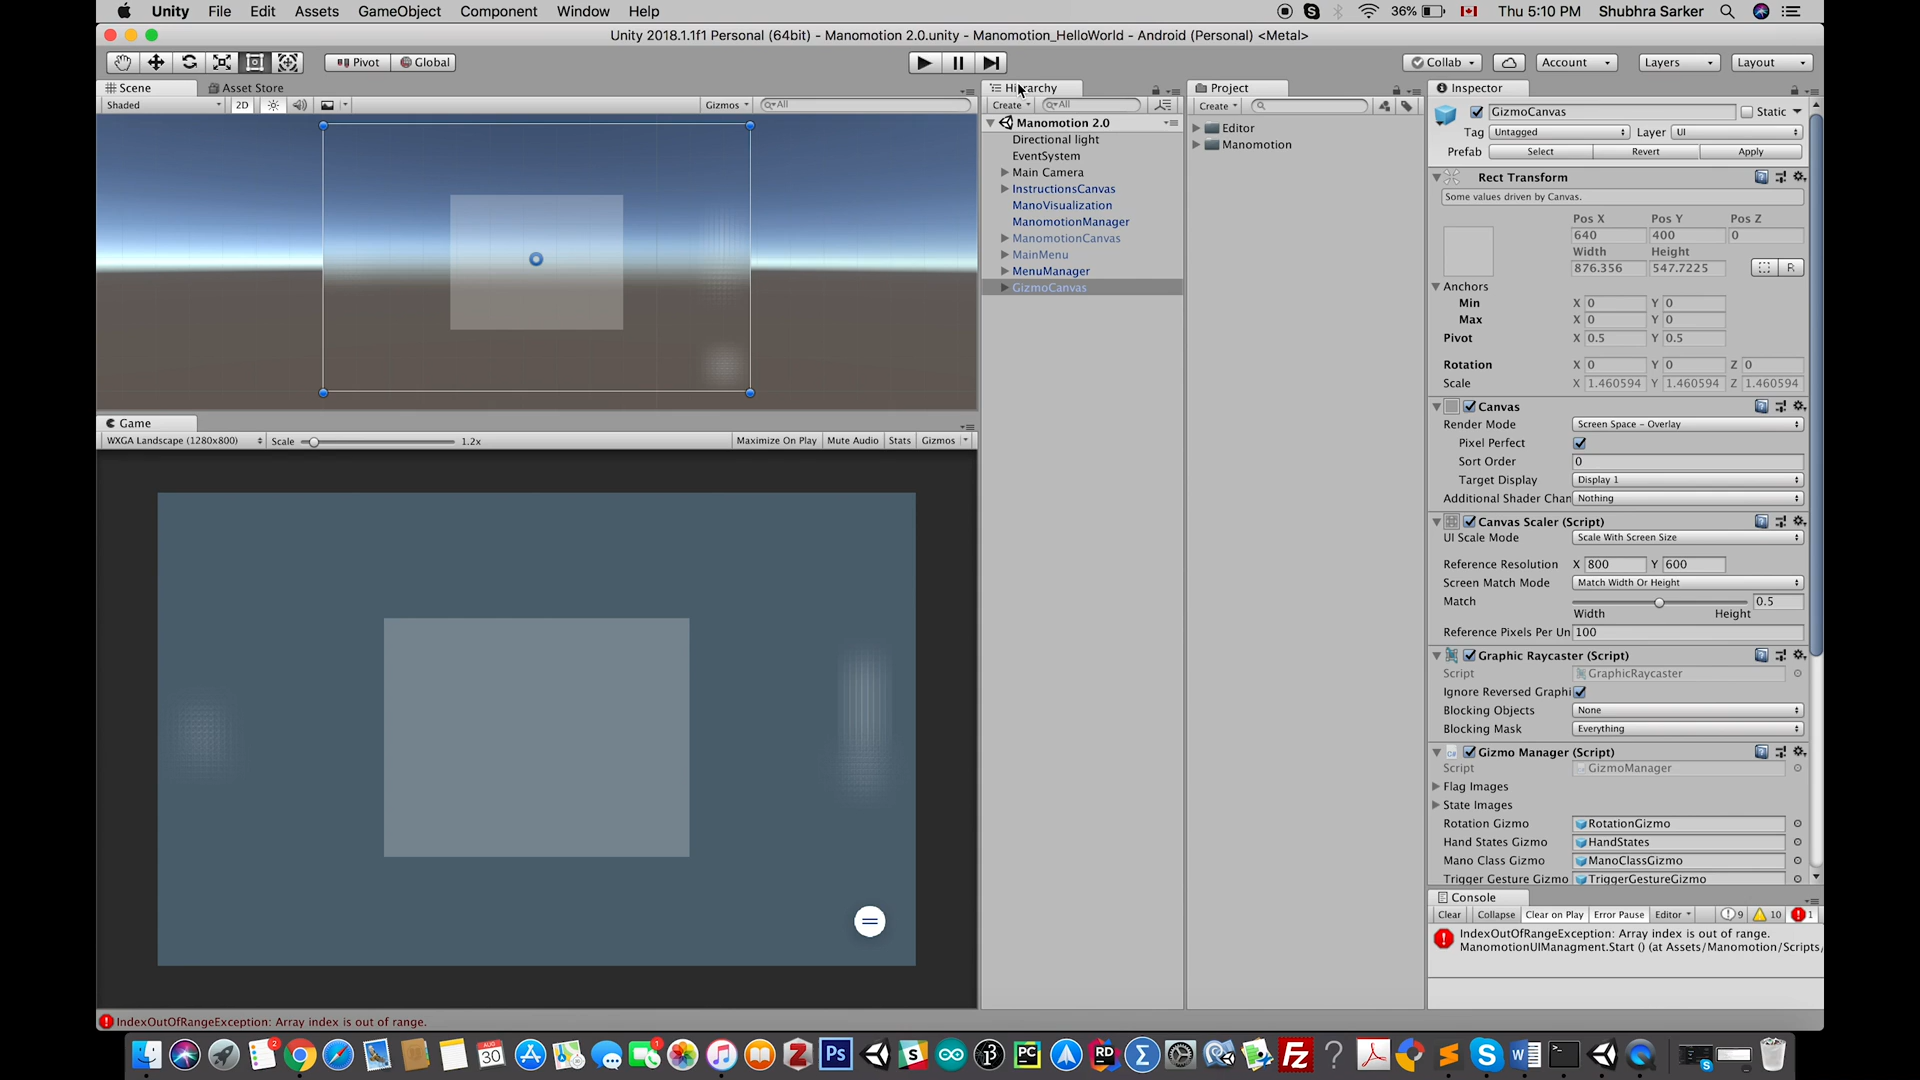 Unity File Edit Assets GameObject Component Window Help
36% Thu 5:10 PM Shubhra Sarker
Unity 2018.1.1f1 Personal (64bit) - Manomotion 2.0.unity - Manomotion_HelloWorld - Android (Personal) <Metal>
Pivot Global
Collab Account Layers Layout
Scene Asset Store
Shaded 2D Gizmos All
Game
WXGA Landscape (1280x800) Scale 1.2x Maximize On Play Mute Audio Stats Gizmos
Hierarchy
Create All
Manomotion 2.0
Directional light
EventSystem
Main Camera
InstructionsCanvas
ManoVisualization
ManomotionManager
ManomotionCanvas
MainMenu
MenuManager
GizmoCanvas
Project
Create
Editor
Manomotion
Inspector
GizmoCanvas Static
Tag Untagged Layer UI
Prefab Select Revert Apply
Rect Transform
Some values driven by Canvas.
Pos X Pos Y Pos Z
640 400 0
Width Height
876.356 547.7225 R
Anchors
Min X 0 Y 0
Max X 0 Y 0
Pivot X 0.5 Y 0.5
Rotation X 0 Y 0 Z 0
Scale X 1.460594 Y 1.460594 Z 1.460594
Canvas
Render Mode Screen Space - Overlay
Pixel Perfect
Sort Order 0
Target Display Display 1
Additional Shader Chan Nothing
Canvas Scaler (Script)
UI Scale Mode Scale With Screen Size
Reference Resolution X 800 Y 600
Screen Match Mode Match Width Or Height
Match 0.5
Width Height
Reference Pixels Per Un 100
Graphic Raycaster (Script)
Script GraphicRaycaster
Ignore Reversed Graphi
Blocking Objects None
Blocking Mask Everything
Gizmo Manager (Script)
Script GizmoManager
Flag Images
State Images
Rotation Gizmo RotationGizmo
Hand States Gizmo HandStates
Mano Class Gizmo ManoClassGizmo
Trigger Gesture Gizmo TriggerGestureGizmo
Console
Clear Collapse Clear on Play Error Pause Editor 9 10 1
IndexOutOfRangeException: Array index is out of range.
ManomotionUIManagment.Start () (at Assets/Manomotion/Scripts/
IndexOutOfRangeException: Array index is out of range.
2 AUG 30 1 Ps PC RD